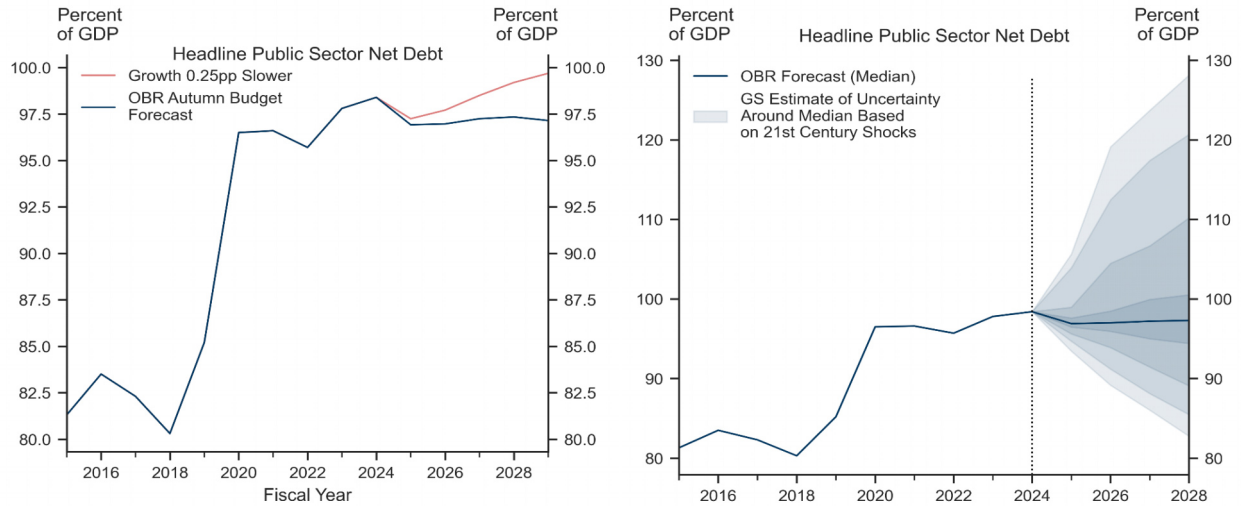 Percent
of GDP
Percent
of GDP
Headline Public Sector Net Debt
Growth 0.25pp Slower
OBR Autumn Budget
Forecast
100.0
97.5
95.0
92.5
90.0
87.5
85.0
82.5
80.0
100.0
97.5
95.0
92.5
90.0
87.5
85.0
82.5
80.0
2016
2018
2020
2022
2024
2026
2028
Fiscal Year
Percent
of GDP
Percent
of GDP
Headline Public Sector Net Debt
OBR Forecast (Median)
GS Estimate of Uncertainty
Around Median Based
on 21st Century Shocks
130
120
110
100
90
80
130
120
110
100
90
80
2016
2018
2020
2022
2024
2026
2028